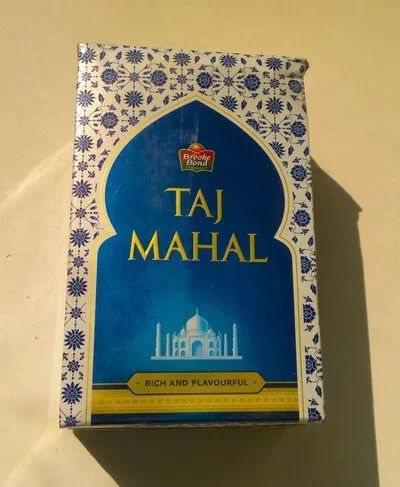 Brooke
Bond
TAJ
MAHAL
RICH AND FLAVOURFUL